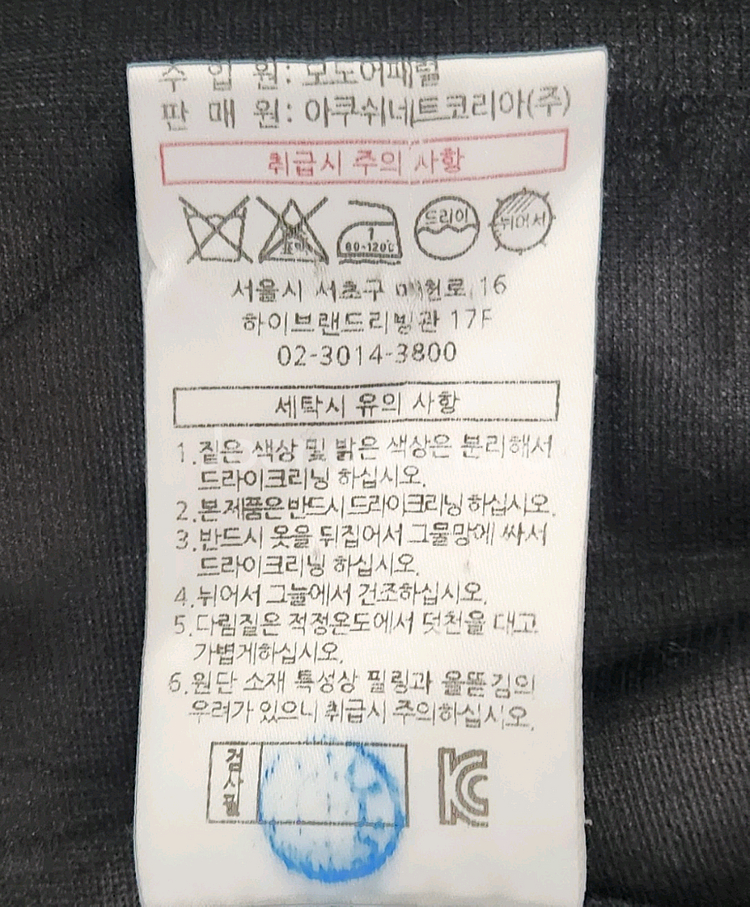 수 입 원: 모도어패럴
판 매 원: 아쿠쉬네트코리아(주)
취급시 주의 사항
표백 1 60~120℃ 드라이 뉘어서
서울시 서초구 매헌로 16
하이브랜드리빙관 17F
02-3014-3800
세탁시 유의 사항
1.짙은 색상 및 밝은 색상은 분리해서
드라이크리닝 하십시오.
2.본제품은반드시드라이크리닝하십시오.
3.반드시 옷을 뒤집어서 그물망에 싸서
드라이크리닝 하십시오.
4.뉘어서 그늘에서 건조하십시오.
5.다림질은 적정온도에서 덧천을 대고
가볍게하십시오.
6.원단 소재 특성상 필링과 올뜯김의
우려가 있으니 취급시 주의하십시오.
검사필